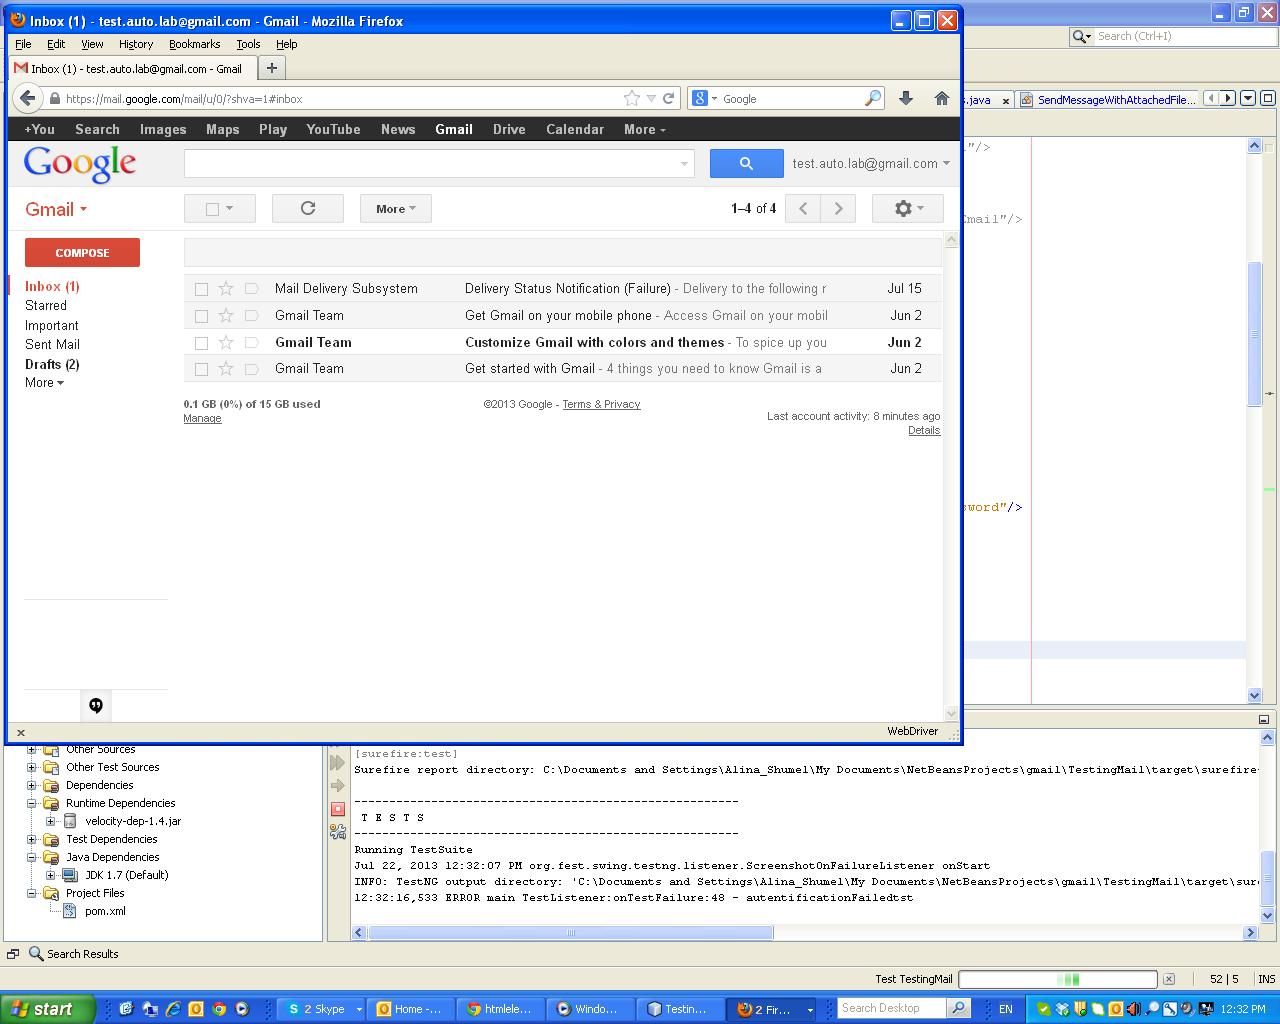 Inbox (1) - test.auto.lab@gmail.com - Gmail - Mozilla Firefox
File Edit View History Bookmarks Tools Help
Search (Ctrl+I)
Inbox (1) - test.auto.lab@gmail.com - Gmail
https://mail.google.com/mail/u/0/?shva=1#inbox
Google
s.java
SendMessageWithAttachedFile...
+You Search Images Maps Play YouTube News Gmail Drive Calendar More
Google
test.auto.lab@gmail.com
l"/>
Gmail
More
1–4 of 4
Gmail"/>
COMPOSE
Inbox (1)
Starred
Important
Sent Mail
Drafts (2)
More
Mail Delivery Subsystem Delivery Status Notification (Failure) - Delivery to the following r Jul 15
Gmail Team Get Gmail on your mobile phone - Access Gmail on your mobil Jun 2
Gmail Team Customize Gmail with colors and themes - To spice up you Jun 2
Gmail Team Get started with Gmail - 4 things you need to know Gmail is a Jun 2
0.1 GB (0%) of 15 GB used
Manage
©2013 Google - Terms & Privacy
Last account activity: 8 minutes ago
Details
sword"/>
x
WebDriver
Other Sources
Other Test Sources
Dependencies
Runtime Dependencies
velocity-dep-1.4.jar
Test Dependencies
Java Dependencies
JDK 1.7 (Default)
Project Files
pom.xml
[surefire:test]
Surefire report directory: C:\Documents and Settings\Alina_Shumel\My Documents\NetBeansProjects\gmail\TestingMail\target\surefire-
-------------------------------------------------------
T E S T S
-------------------------------------------------------
Running TestSuite
Jul 22, 2013 12:32:07 PM org.fest.swing.testng.listener.ScreenshotOnFailureListener onStart
INFO: TestNG output directory: 'C:\Documents and Settings\Alina_Shumel\My Documents\NetBeansProjects\gmail\TestingMail\target\sure
12:32:16,533 ERROR main TestListener:onTestFailure:48 - autentificationFailedtst
Search Results
Test TestingMail
52 | 5
INS
start
2 Skype
Home -...
htmlele...
Windo...
Testin...
2 Fir...
Search Desktop
EN
12:32 PM